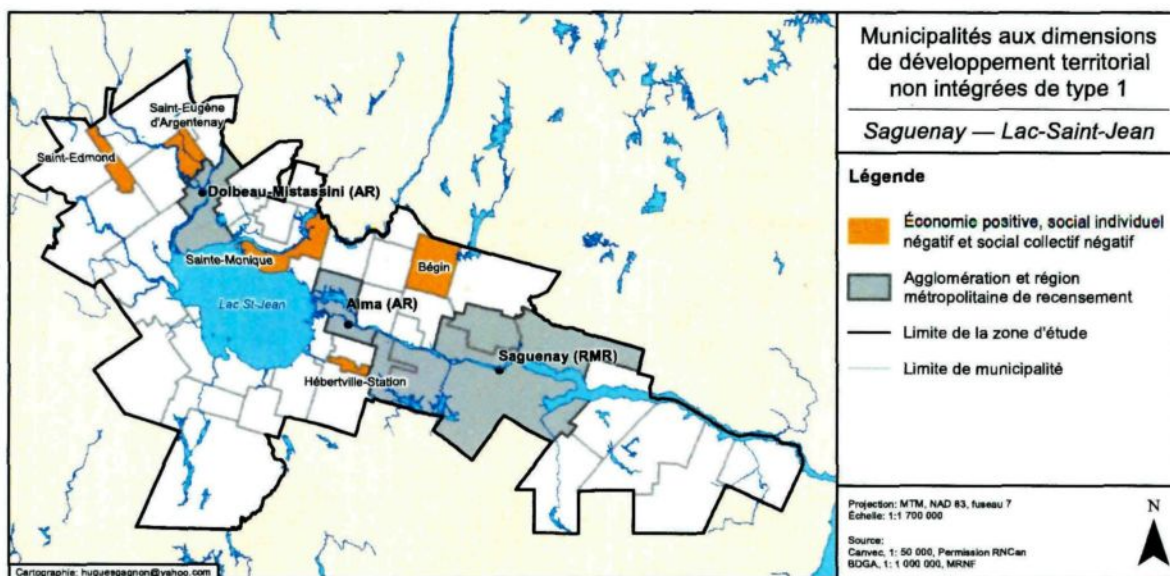 Municipalités aux dimensions
de développement territorial
non intégrées de type 1
Saguenay — Lac-Saint-Jean
Légende
Économie positive, social individuel
négatif et social collectif négatif
Agglomération et région
métropolitaine de recensement
Limite de la zone d'étude
Limite de municipalité
Projection: MTM, NAD 83, fuseau 7
Échelle: 1:1 700 000
Source:
Canvec, 1: 50 000, Permission RNCan
BDGA, 1: 1 000 000, MRNF
N
Saint-Eugène
d'Argentenay
Saint-Edmond
Dolbeau-Mistassini (AR)
Sainte-Monique
Bégin
Lac St-Jean
Alma (AR)
Saguenay (RMR)
Hébertville-Station
Cartographie: huguesgagnon@yahoo.com